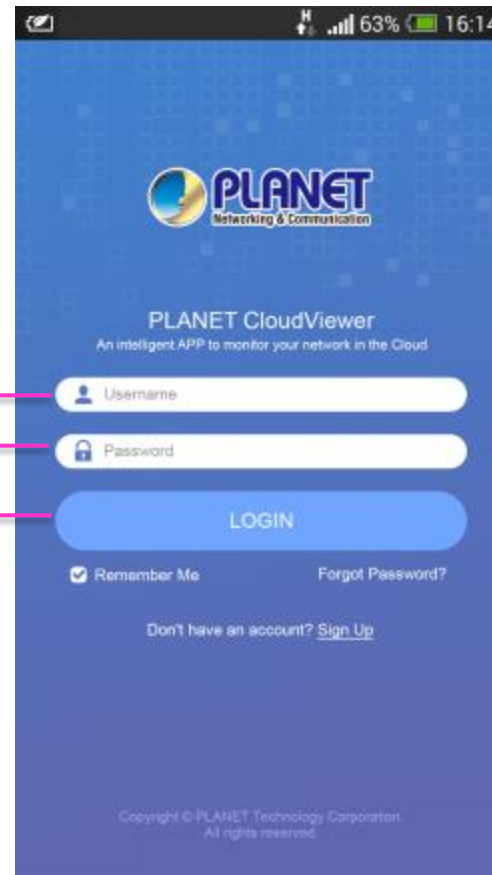 H 63% 16:14
PLANET
Networking & Communication
PLANET CloudViewer
An intelligent APP to monitor your network in the Cloud
Username
Password
LOGIN
Remember Me Forgot Password?
Don't have an account? Sign Up
Copyright © PLANET Technology Corporation.
All rights reserved.